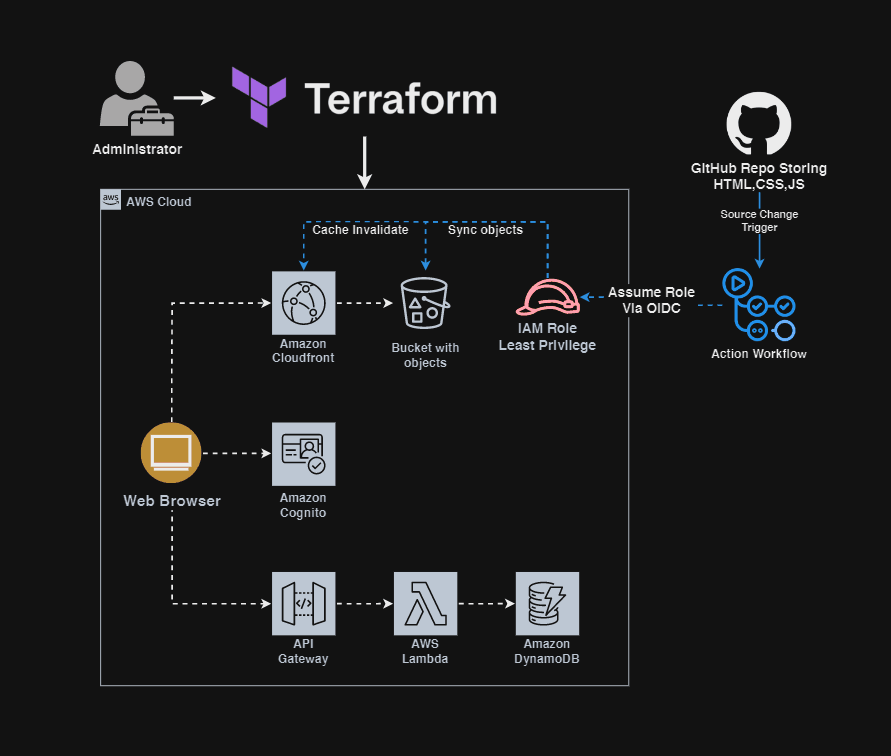 Terraform
Administrator
GitHub Repo Storing
HTML,CSS,JS
aws
AWS Cloud
Source Change
Trigger
Cache Invalidate
Sync objects
Assume Role
Via OIDC
IAM Role
Least Privilege
Amazon
Cloudfront
Bucket with
objects
Action Workflow
Web Browser
Amazon
Cognito
</>
API
Gateway
AWS
Lambda
Amazon
DynamoDB